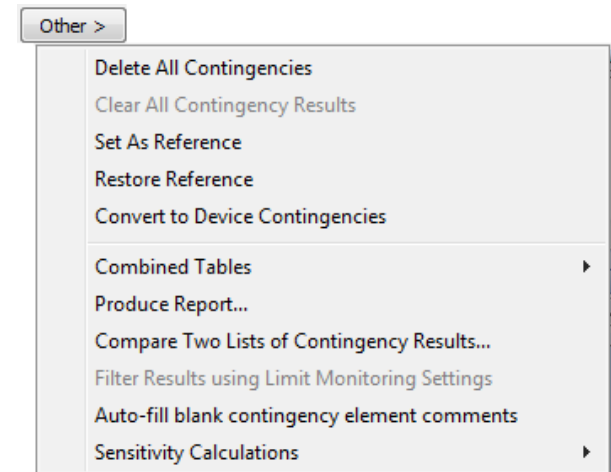 Other >
Delete All Contingencies
Clear All Contingency Results
Set As Reference
Restore Reference
Convert to Device Contingencies
Combined Tables
Produce Report...
Compare Two Lists of Contingency Results...
Filter Results using Limit Monitoring Settings
Auto-fill blank contingency element comments
Sensitivity Calculations